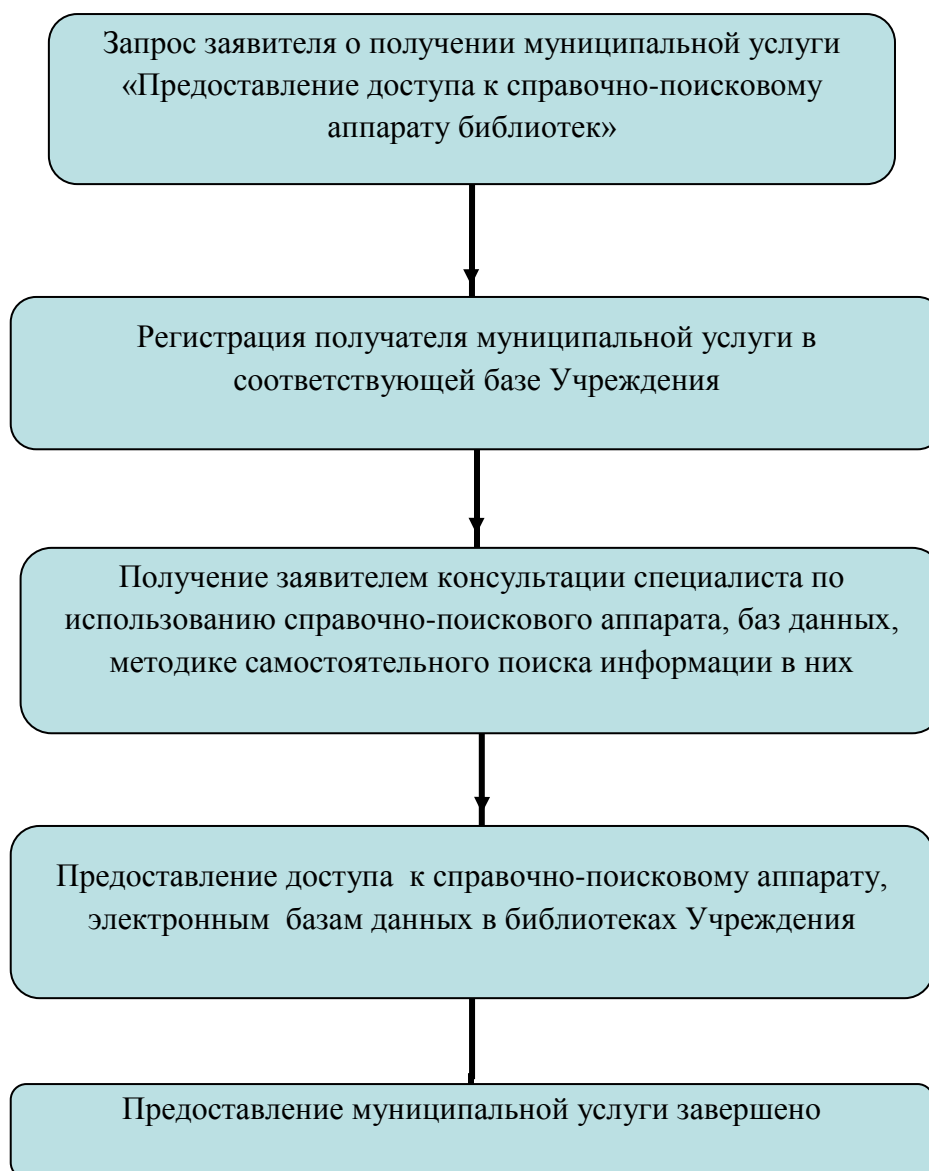 Запрос заявителя о получении муниципальной услуги
«Предоставление доступа к справочно-поисковому
аппарату библиотек»
Регистрация получателя муниципальной услуги в
соответствующей базе Учреждения
Получение заявителем консультации специалиста по
использованию справочно-поискового аппарата, баз данных,
методике самостоятельного поиска информации в них
Предоставление доступа к справочно-поисковому аппарату,
электронным базам данных в библиотеках Учреждения
Предоставление муниципальной услуги завершено